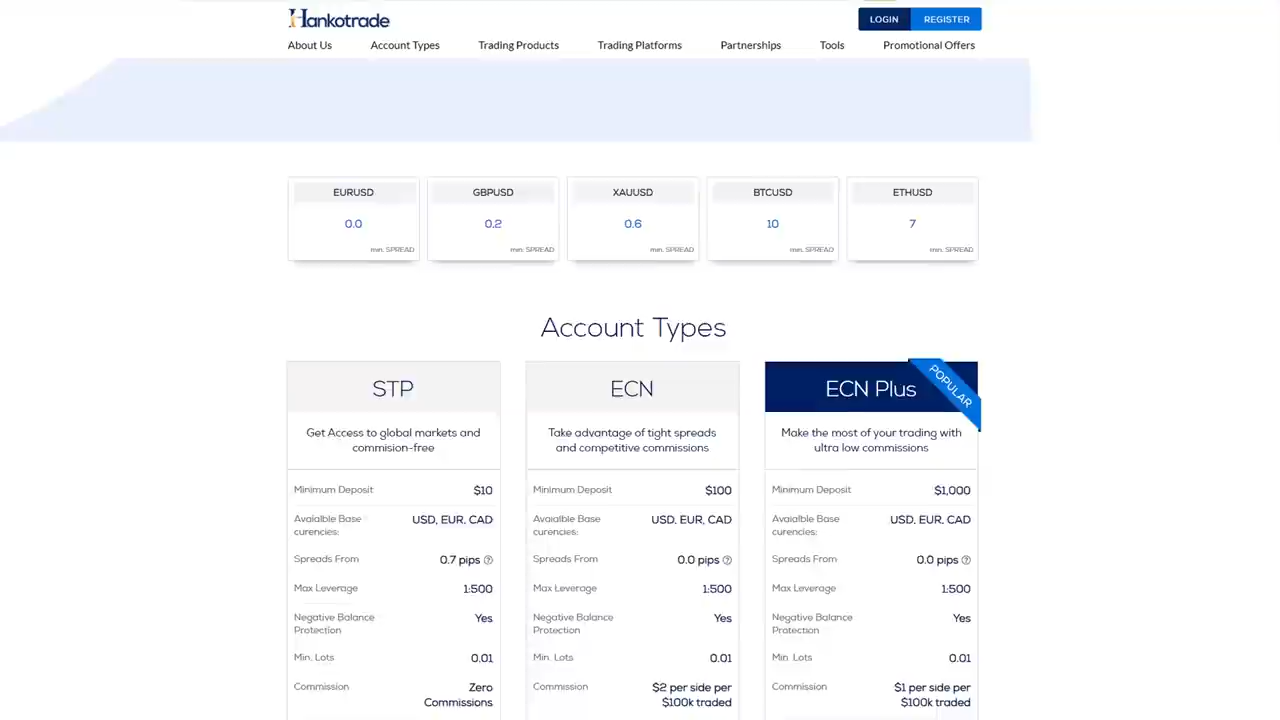 Hankotrade
LOGIN
REGISTER
About Us
Account Types
Trading Products
Trading Platforms
Partnerships
Tools
Promotional Offers
EURUSD
0.0
min. SPREAD
GBPUSD
0.2
min. SPREAD
XAUUSD
0.6
min. SPREAD
BTCUSD
10
min. SPREAD
ETHUSD
7
min. SPREAD
Account Types
STP
Get Access to global markets and
commision-free
Minimum Deposit $10
Avaialble Base USD, EUR, CAD
curencies:
Spreads From 0.7 pips
Max Leverage 1:500
Negative Balance Yes
Protection
Min. Lots 0.01
Commission Zero
Commissions
ECN
Take advantage of tight spreads
and competitive commissions
Minimum Deposit $100
Avaialble Base USD, EUR, CAD
curencies:
Spreads From 0.0 pips
Max Leverage 1:500
Negative Balance Yes
Protection
Min. Lots 0.01
Commission $2 per side per
$100k traded
ECN Plus
POPULAR
Make the most of your trading with
ultra low commissions
Minimum Deposit $1,000
Avaialble Base USD, EUR, CAD
curencies:
Spreads From 0.0 pips
Max Leverage 1:500
Negative Balance Yes
Protection
Min. Lots 0.01
Commission $1 per side per
$100k traded